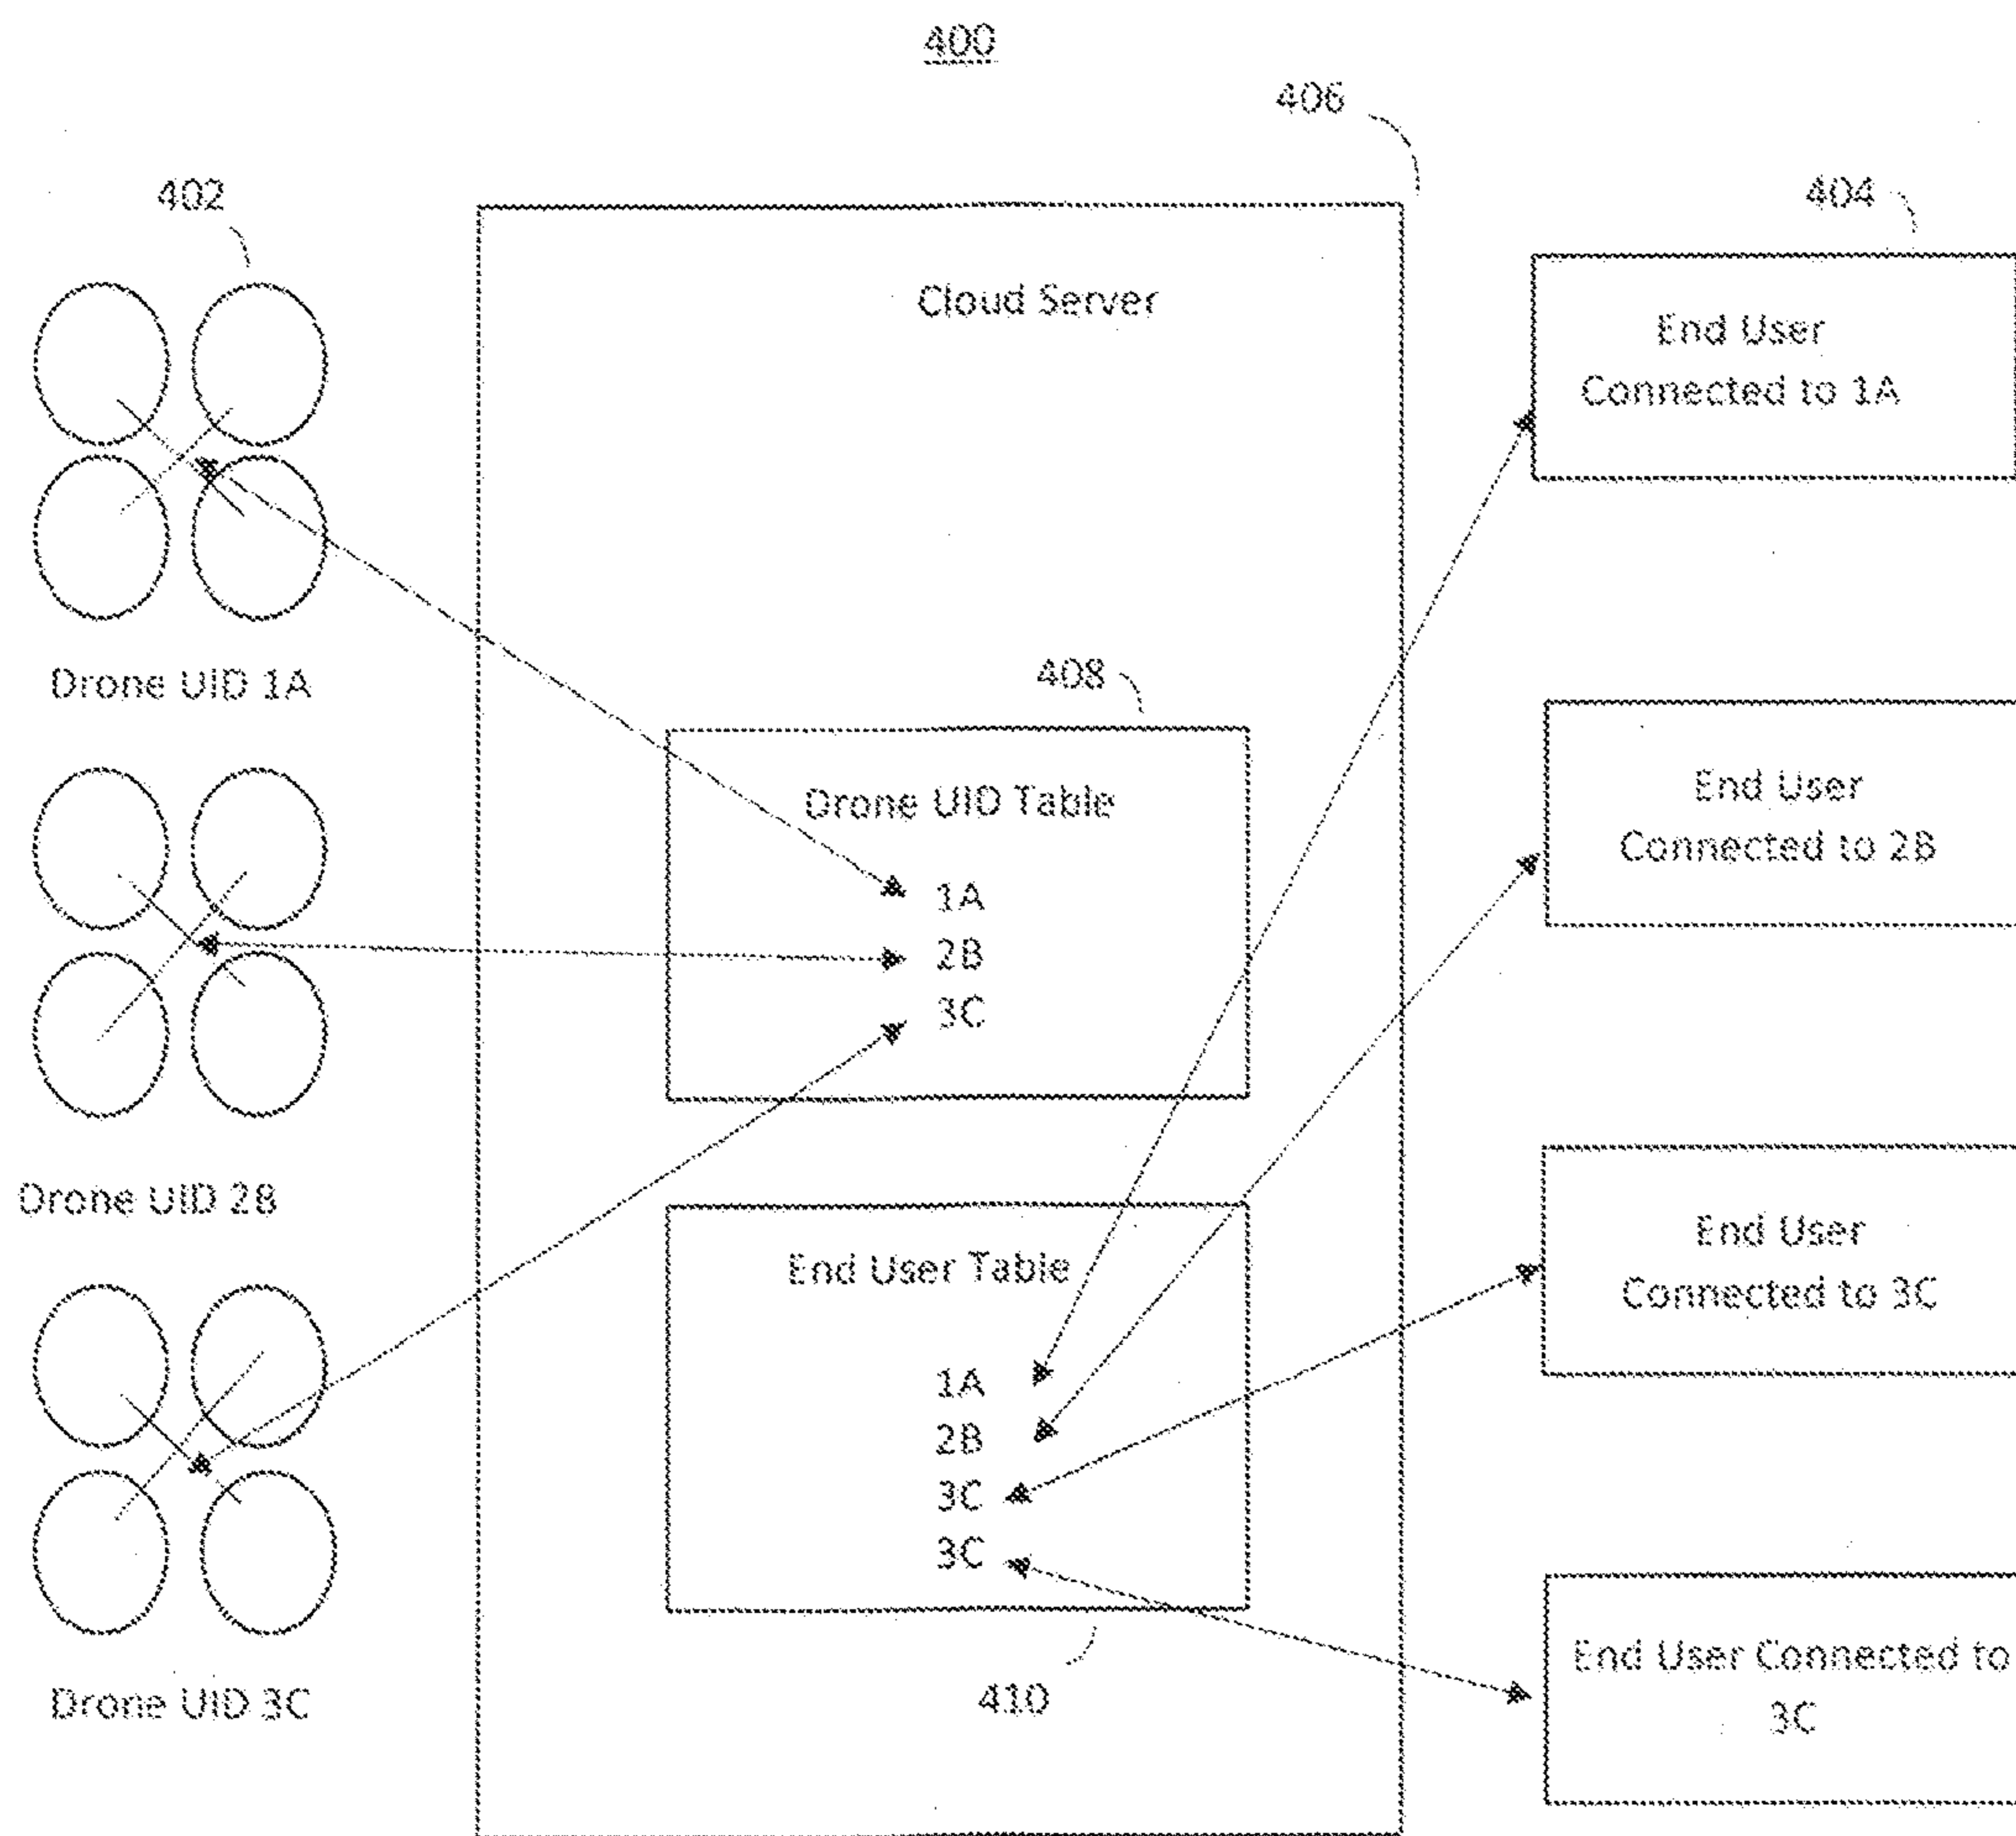 400
406
402
404
Cloud Server
End User
Connected to 1A
Drone UID 1A
408
Drone UID Table
1A
2B
3C
End User
Connected to 2B
Drone UID 2B
End User Table
1A
2B
3C
3C
End User
Connected to 3C
410
Drone UID 3C
End User Connected to
3C